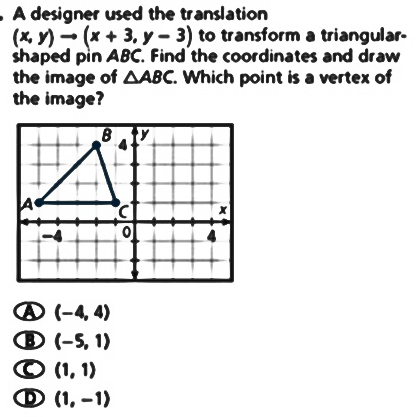 . A designer used the translation
(x, y) → (x + 3, y − 3) to transform a triangular-
shaped pin ABC. Find the coordinates and draw
the image of △ABC. Which point is a vertex of
the image?
B 4 y
A C x
−4 0 4
Ⓐ (−4, 4)
Ⓑ (−5, 1)
Ⓒ (1, 1)
Ⓓ (1, −1)